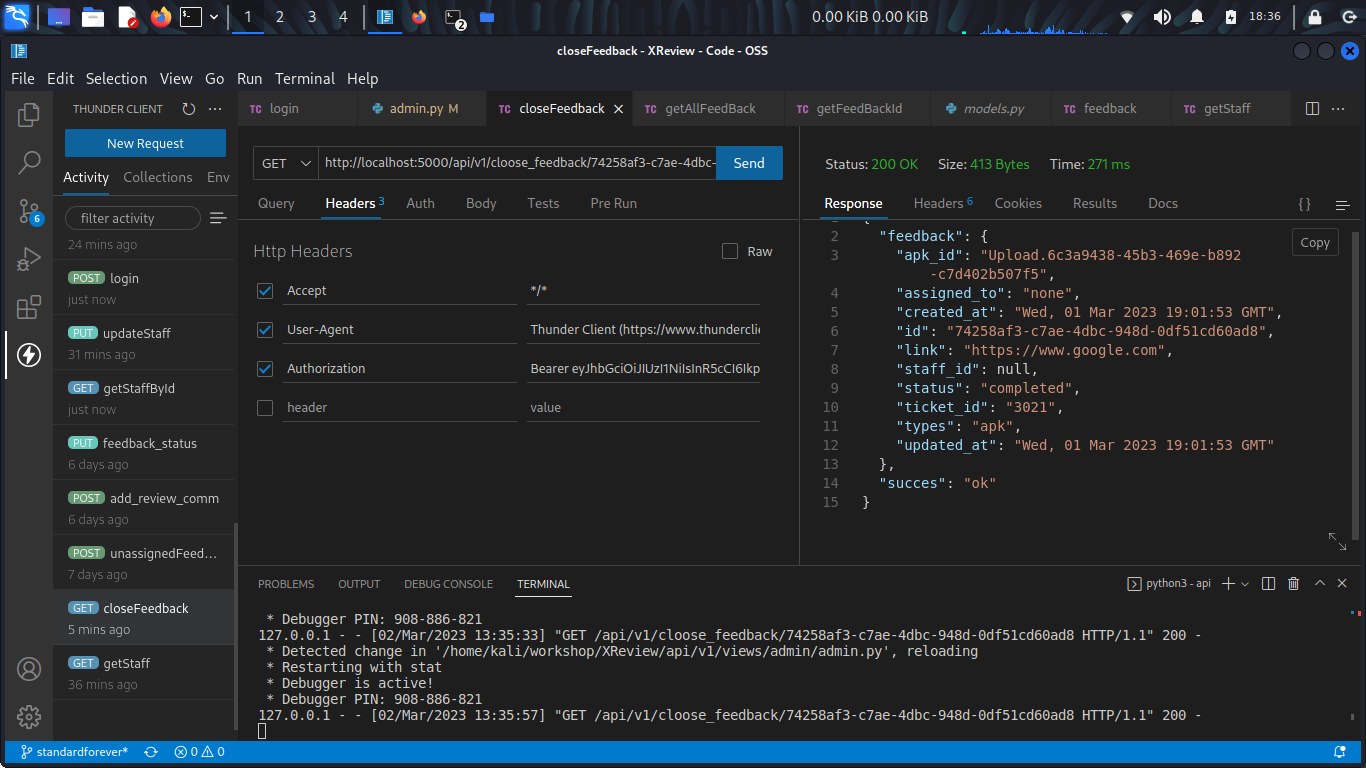 1 2 3 4 2 0.00 KiB 0.00 KiB 18:36
closeFeedback - XReview - Code - OSS
File Edit Selection View Go Run Terminal Help
THUNDER CLIENT
New Request
Activity Collections Env
filter activity
24 mins ago
POST login
just now
PUT updateStaff
31 mins ago
GET getStaffById
just now
PUT feedback_status
6 days ago
POST add_review_comm
6 days ago
POST unassignedFeed...
7 days ago
GET closeFeedback
5 mins ago
GET getStaff
36 mins ago
6
TC login admin.py M TC closeFeedback TC getAllFeedBack TC getFeedBackId models.py TC feedback TC getStaff
GET http://localhost:5000/api/v1/cloose_feedback/74258af3-c7ae-4dbc- Send
Query Headers 3 Auth Body Tests Pre Run
Http Headers Raw
Accept */*
User-Agent Thunder Client (https://www.thunderclie
Authorization Bearer eyJhbGciOiJIUzI1NiIsInR5cCI6Ikp
header value
Status: 200 OK Size: 413 Bytes Time: 271 ms
Response Headers 6 Cookies Results Docs {}
Copy
1 {
2 "feedback": {
3 "apk_id": "Upload.6c3a9438-45b3-469e-b892
-c7d402b507f5",
4 "assigned_to": "none",
5 "created_at": "Wed, 01 Mar 2023 19:01:53 GMT",
6 "id": "74258af3-c7ae-4dbc-948d-0df51cd60ad8",
7 "link": "https://www.google.com",
8 "staff_id": null,
9 "status": "completed",
10 "ticket_id": "3021",
11 "types": "apk",
12 "updated_at": "Wed, 01 Mar 2023 19:01:53 GMT"
13 },
14 "succes": "ok"
15 }
PROBLEMS OUTPUT DEBUG CONSOLE TERMINAL python3 - api
* Debugger PIN: 908-886-821
127.0.0.1 - - [02/Mar/2023 13:35:33] "GET /api/v1/cloose_feedback/74258af3-c7ae-4dbc-948d-0df51cd60ad8 HTTP/1.1" 200 -
* Detected change in '/home/kali/workshop/XReview/api/v1/views/admin/admin.py', reloading
* Restarting with stat
* Debugger is active!
* Debugger PIN: 908-886-821
127.0.0.1 - - [02/Mar/2023 13:35:57] "GET /api/v1/cloose_feedback/74258af3-c7ae-4dbc-948d-0df51cd60ad8 HTTP/1.1" 200 -
standardforever* 0 0